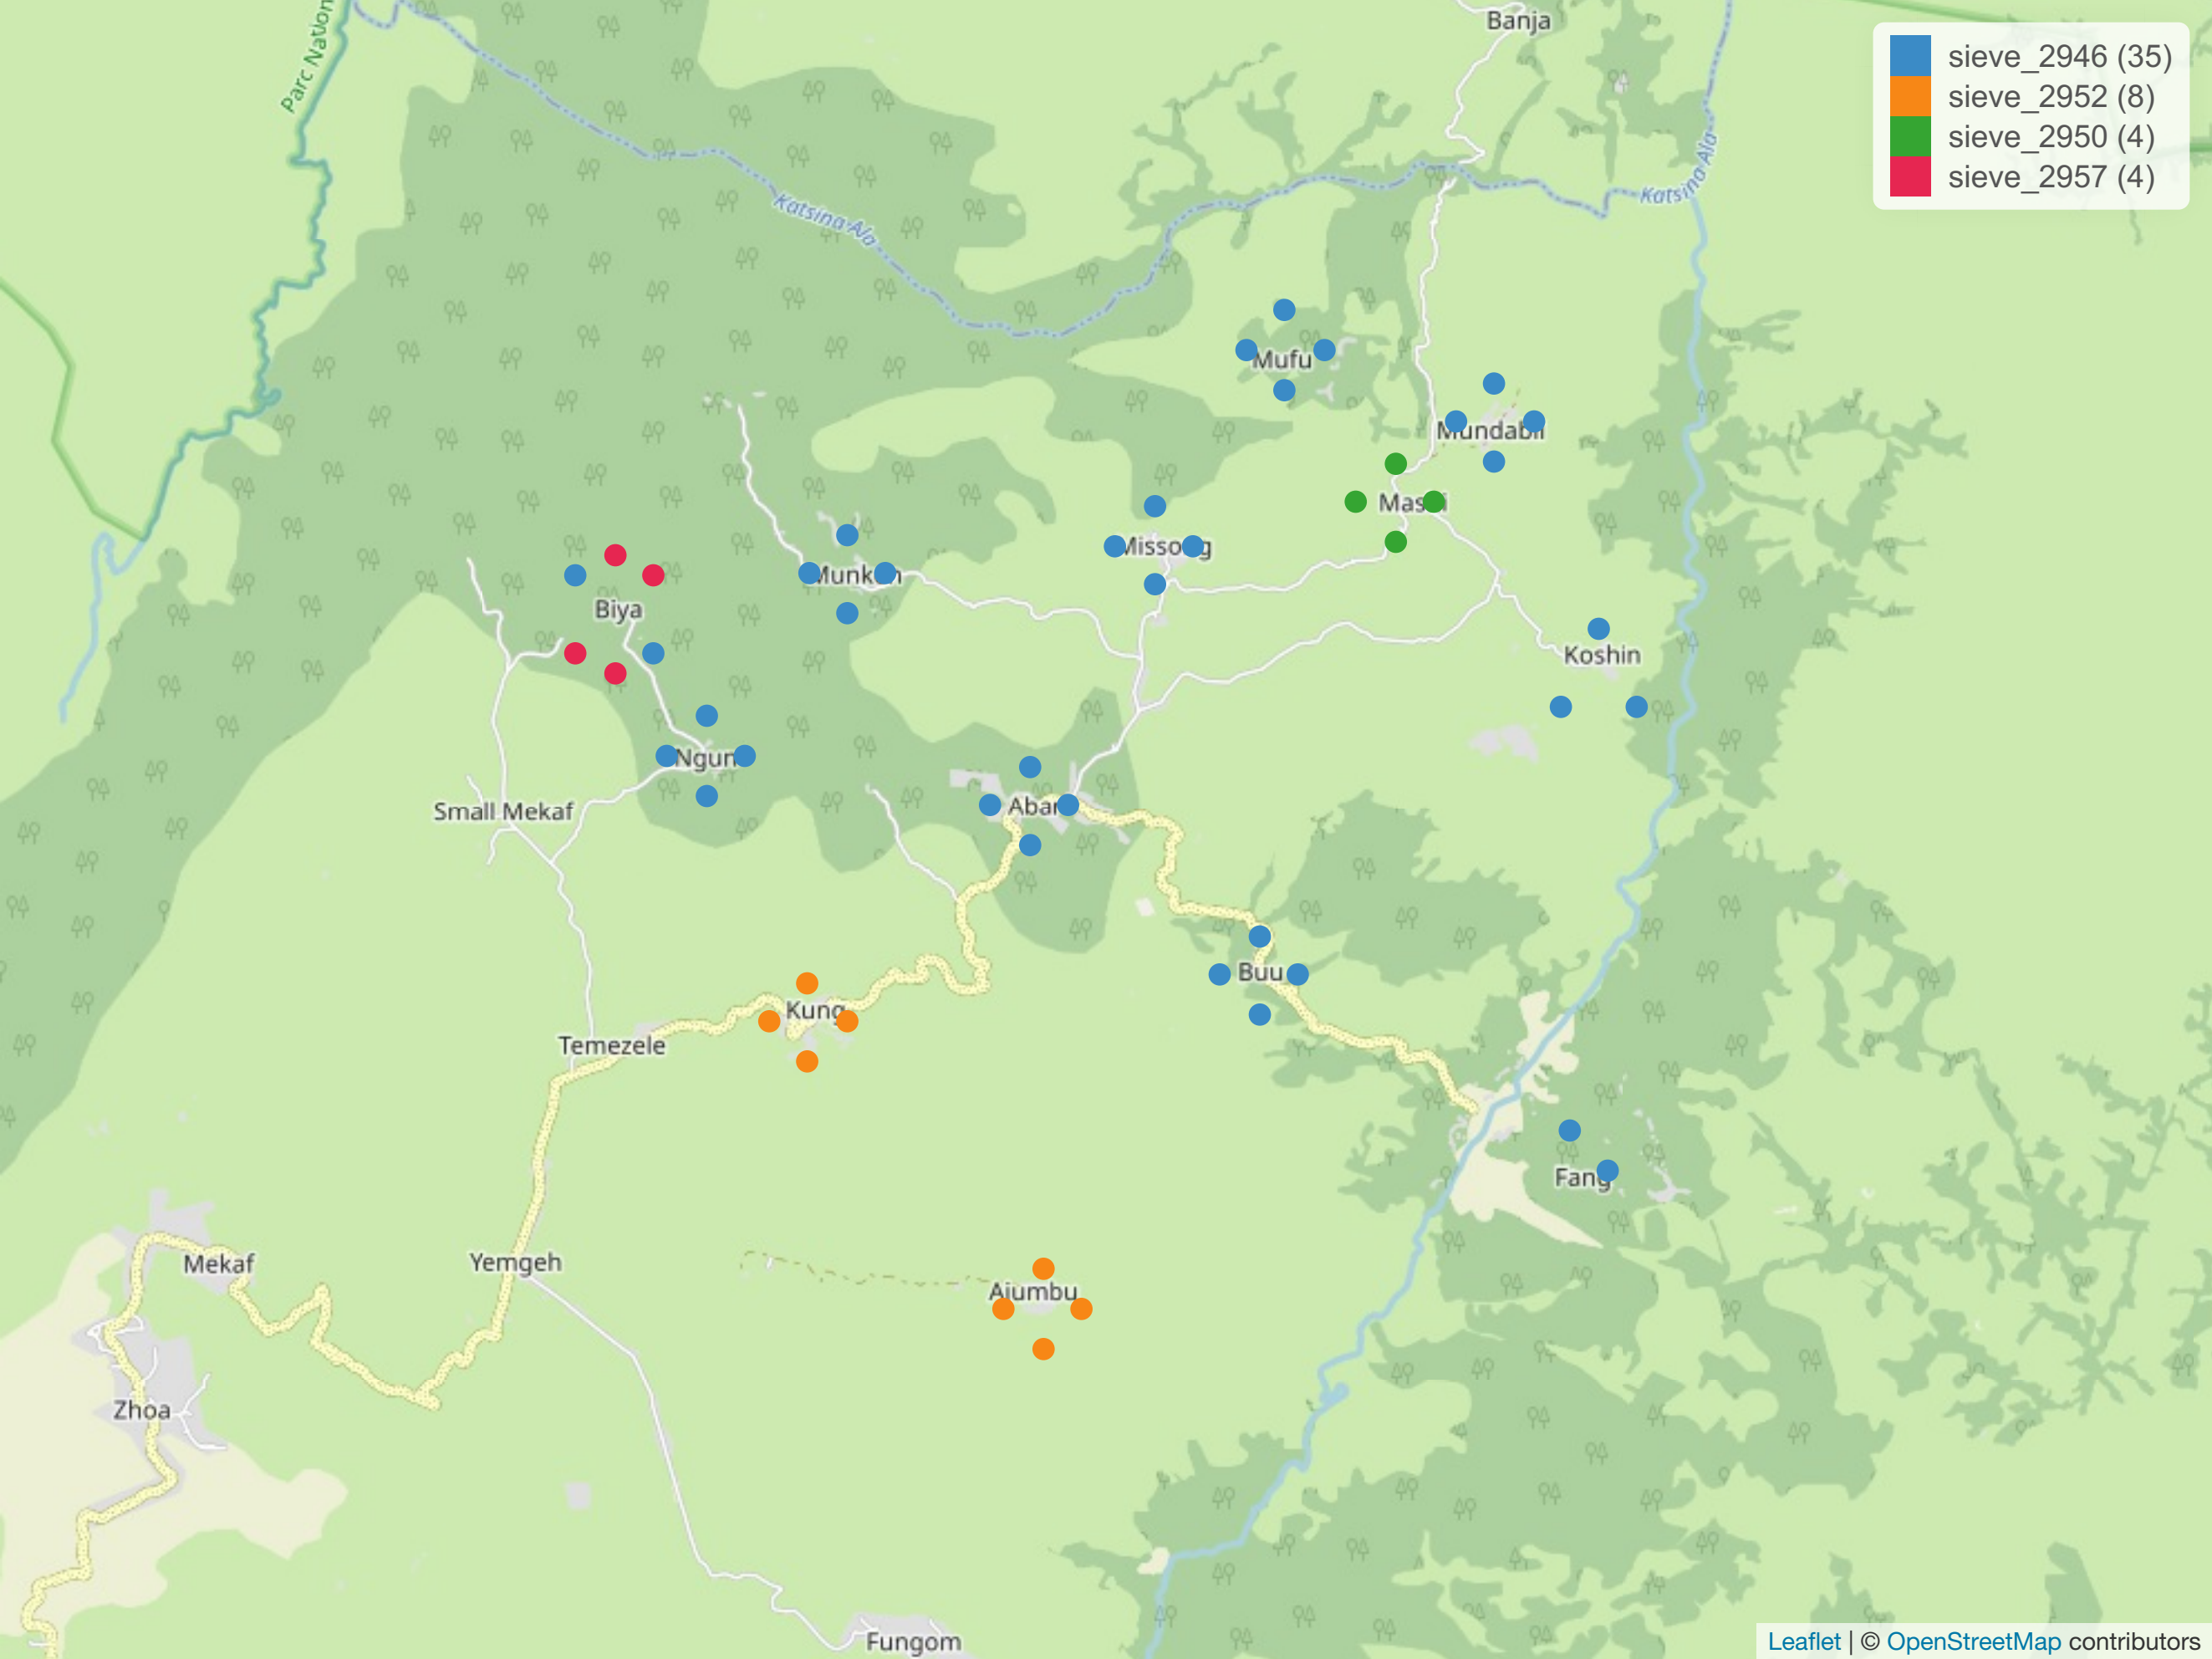 Banja
Parc Nation
sieve_2946 (35)
sieve_2952 (8)
sieve_2950 (4)
sieve_2957 (4)
Katsina-Ala
Katsina Ala
Mufu
Mundabli
Biya
Koshin
Small Mekaf
Buu
Kung
Temezele
Fang
Mekaf
Yemgeh
Zhoa
Fungom
Leaflet | © OpenStreetMap contributors